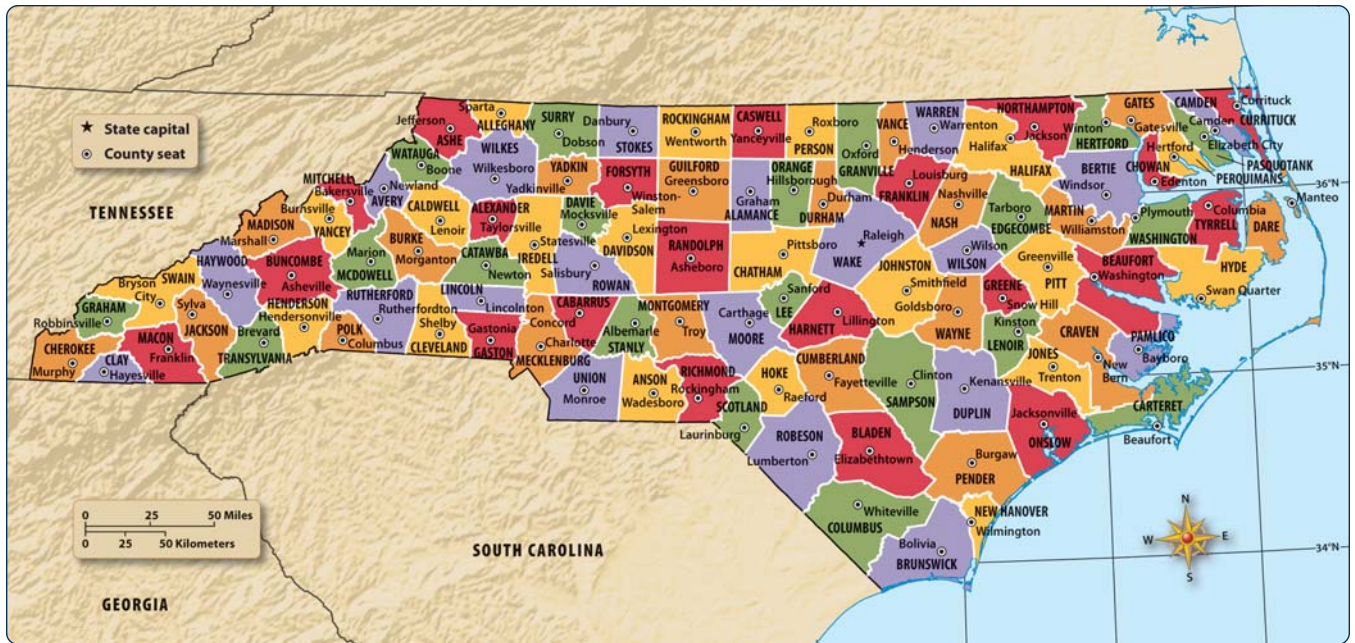 ★ State capital
◉ County seat
TENNESSEE
SOUTH CAROLINA
GEORGIA
0 25 50 Miles
0 25 50 Kilometers
N
W E
S
36°N
35°N
34°N
Sparta
ALLEGHANY
Jefferson
ASHE
SURRY
Dobson
Danbury
STOKES
ROCKINGHAM
Wentworth
CASWELL
Yanceyville
Roxboro
PERSON
Oxford
GRANVILLE
VANCE
Henderson
WARREN
Warrenton
NORTHAMPTON
Jackson
Halifax
HALIFAX
Winton
HERTFORD
GATES
Gatesville
CAMDEN
Camden
Currituck
CURRITUCK
Elizabeth City
PASQUOTANK
Hertford
PERQUIMANS
CHOWAN
Edenton
BERTIE
Windsor
WATAUGA
Boone
WILKES
Wilkesboro
YADKIN
Yadkinville
FORSYTH
Winston-
Salem
GUILFORD
Greensboro
Graham
ALAMANCE
ORANGE
Hillsborough
Durham
DURHAM
Louisburg
FRANKLIN
Nashville
NASH
Tarboro
EDGECOMBE
MARTIN
Williamston
Plymouth
WASHINGTON
Columbia
TYRRELL
Manteo
DARE
MITCHELL
Bakersville
Newland
AVERY
CALDWELL
Lenoir
ALEXANDER
Taylorsville
Statesville
IREDELL
DAVIE
Mocksville
Lexington
DAVIDSON
RANDOLPH
Asheboro
Pittsboro
CHATHAM
Raleigh
WAKE
JOHNSTON
Smithfield
Wilson
WILSON
Greenville
PITT
BEAUFORT
Washington
HYDE
Swan Quarter
Burnsville
YANCEY
MADISON
Marshall
BUNCOMBE
Asheville
Marion
MCDOWELL
BURKE
Morganton
CATAWBA
Newton
Salisbury
ROWAN
HAYWOOD
Waynesville
SWAIN
Bryson
City
GRAHAM
Robbinsville
Sylva
JACKSON
HENDERSON
Hendersonville
RUTHERFORD
Rutherfordton
LINCOLN
Lincolnton
CABARRUS
Concord
Albemarle
STANLY
MONTGOMERY
Troy
Carthage
MOORE
Sanford
LEE
Lillington
HARNETT
Goldsboro
WAYNE
GREENE
Snow Hill
Kinston
LENOIR
CRAVEN
New
Bern
PAMLICO
Bayboro
CHEROKEE
Murphy
CLAY
Hayesville
MACON
Franklin
Brevard
TRANSYLVANIA
POLK
Columbus
Shelby
CLEVELAND
Gastonia
GASTON
Charlotte
MECKLENBURG
UNION
Monroe
ANSON
Wadesboro
RICHMOND
Rockingham
SCOTLAND
Laurinburg
HOKE
Raeford
CUMBERLAND
Fayetteville
Clinton
SAMPSON
Kenansville
DUPLIN
JONES
Trenton
Jacksonville
ONSLOW
CARTERET
Beaufort
ROBESON
Lumberton
BLADEN
Elizabethtown
Burgaw
PENDER
Whiteville
COLUMBUS
NEW HANOVER
Wilmington
Bolivia
BRUNSWICK